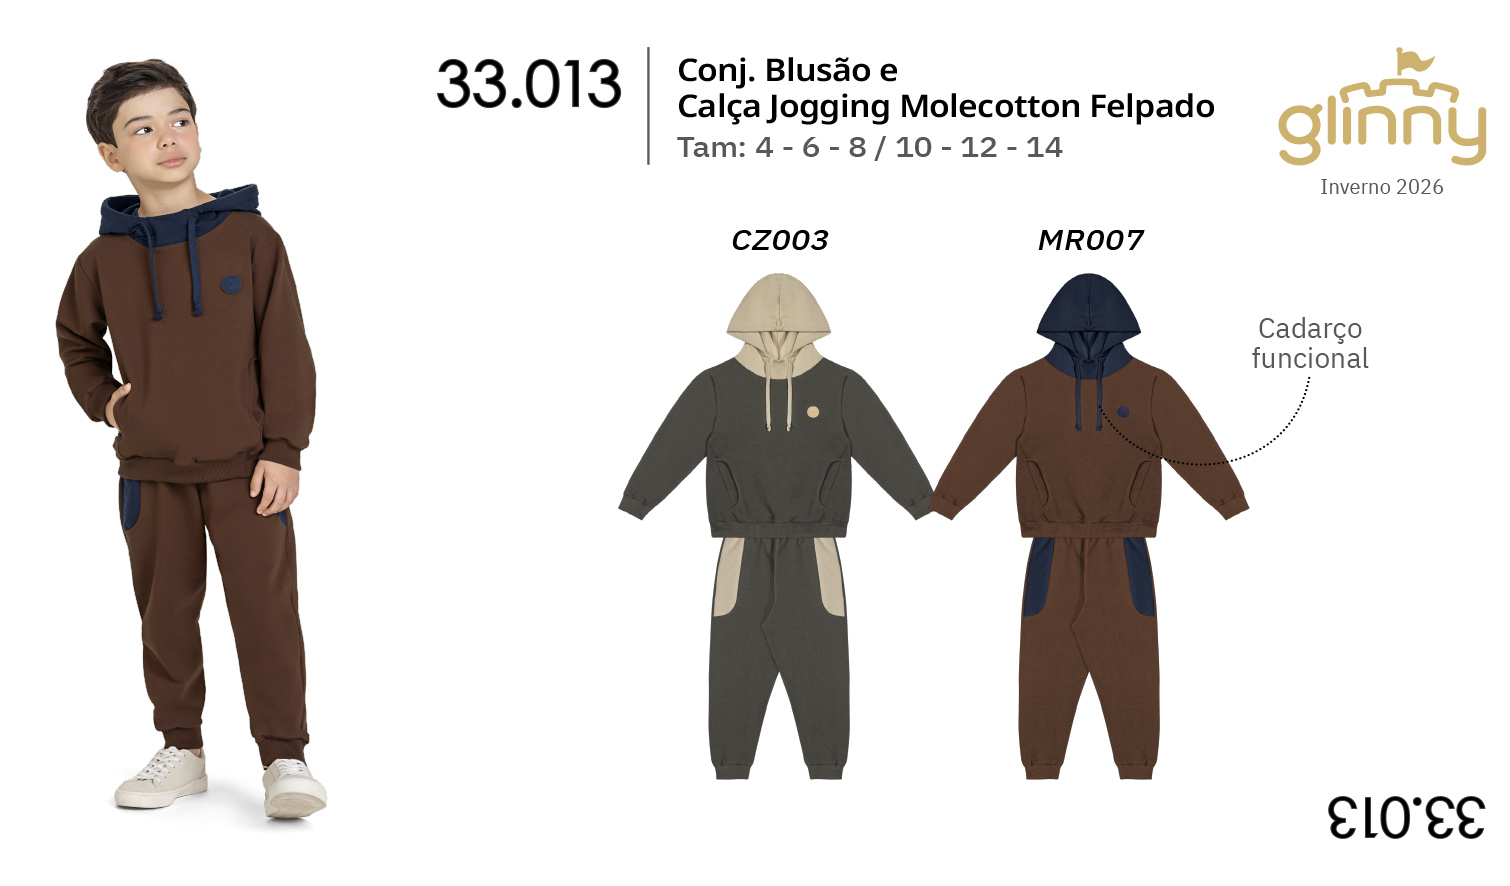 33.013
Conj. Blusão e
Calça Jogging Molecotton Felpado
Tam: 4 - 6 - 8 / 10 - 12 - 14
glinny
Inverno 2026
CZ003
MR007
Cadarço
funcional
33.013